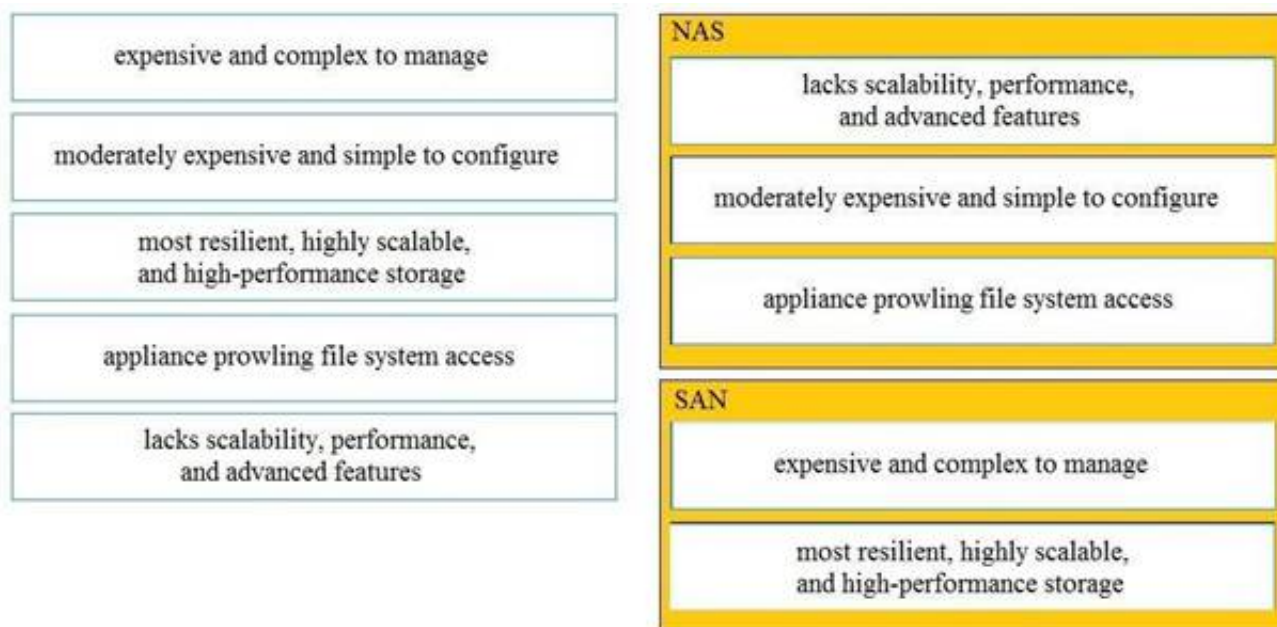 expensive and complex to manage
moderately expensive and simple to configure
most resilient, highly scalable,
and high-performance storage
appliance prowling file system access
lacks scalability, performance,
and advanced features
NAS
lacks scalability, performance,
and advanced features
moderately expensive and simple to configure
appliance prowling file system access
SAN
expensive and complex to manage
most resilient, highly scalable,
and high-performance storage